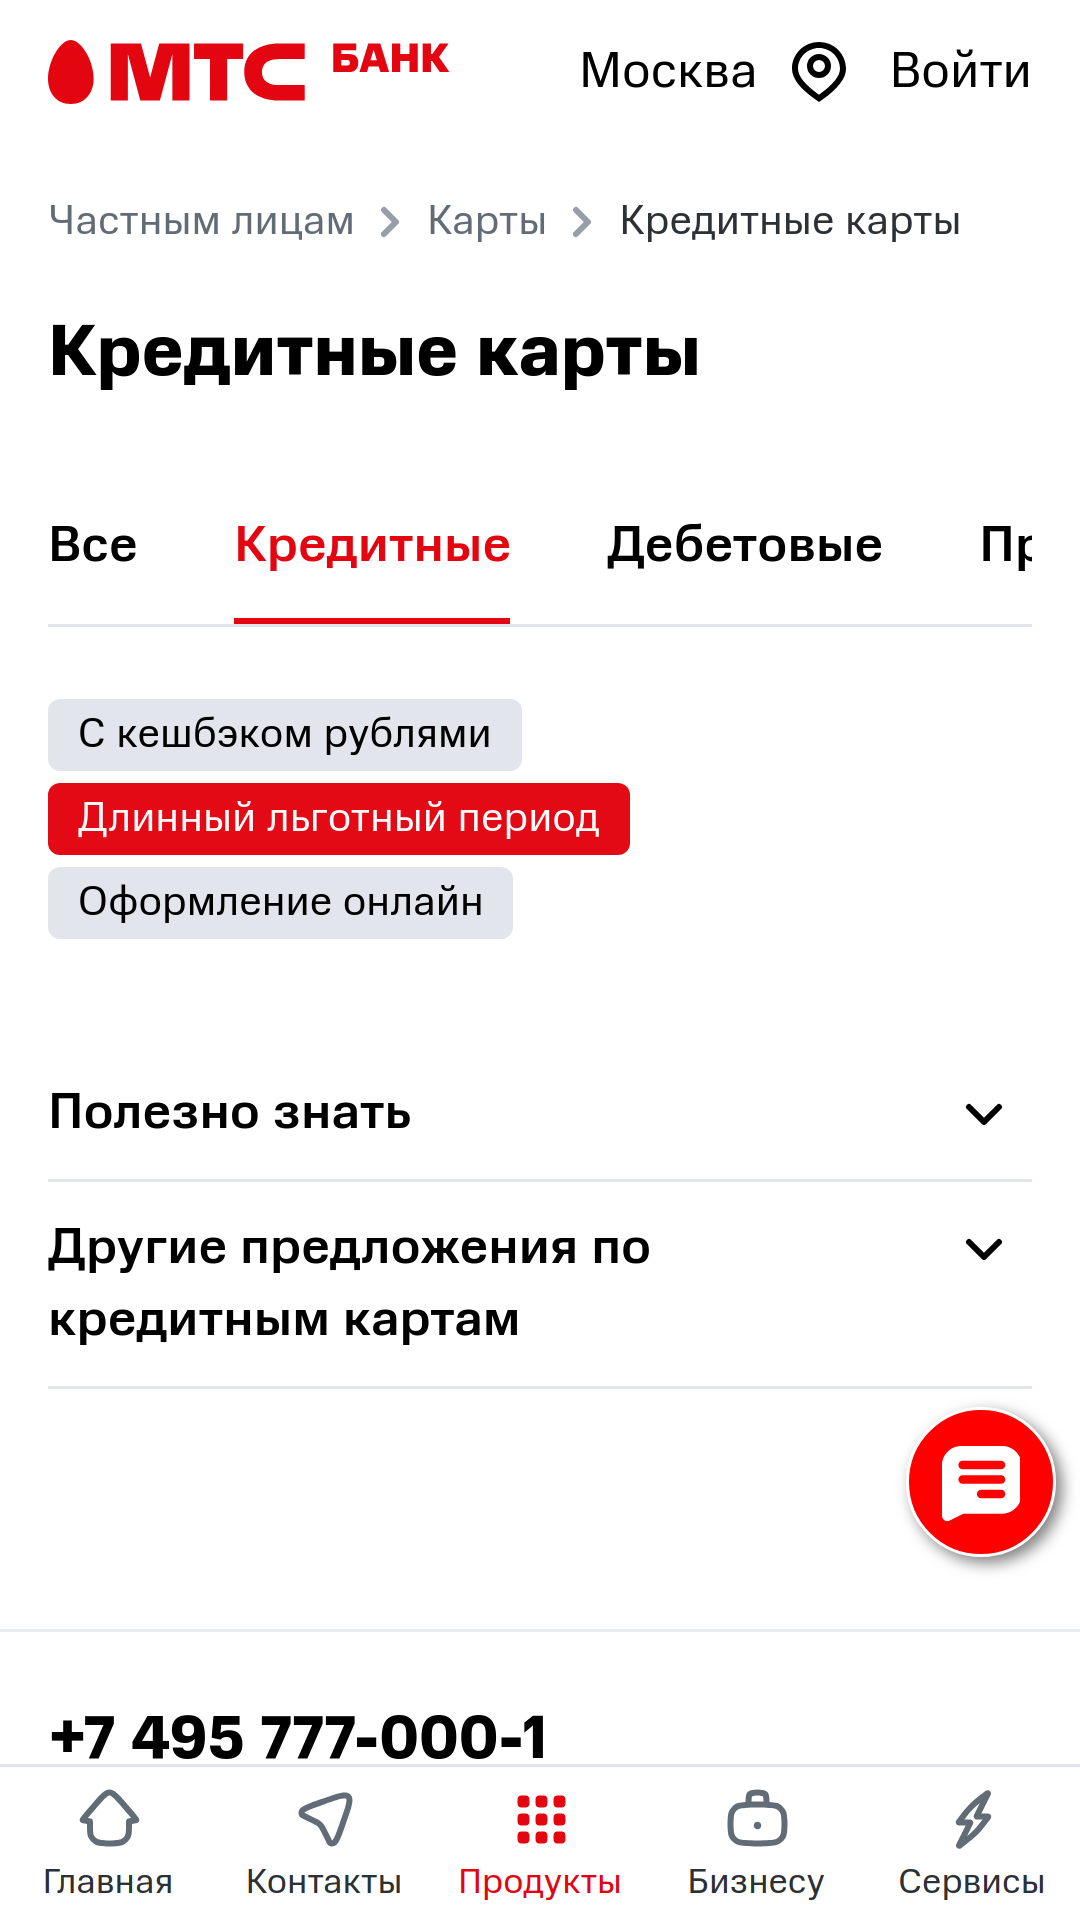 МТС БАНК Москва Войти
Частным лицам Карты Кредитные карты
Кредитные карты
Все Кредитные Дебетовые Пр
С кешбэком рублями
Длинный льготный период
Оформление онлайн
Полезно знать
Другие предложения по
кредитным картам
+7 495 777-000-1
Главная Контакты Продукты Бизнесу Сервисы